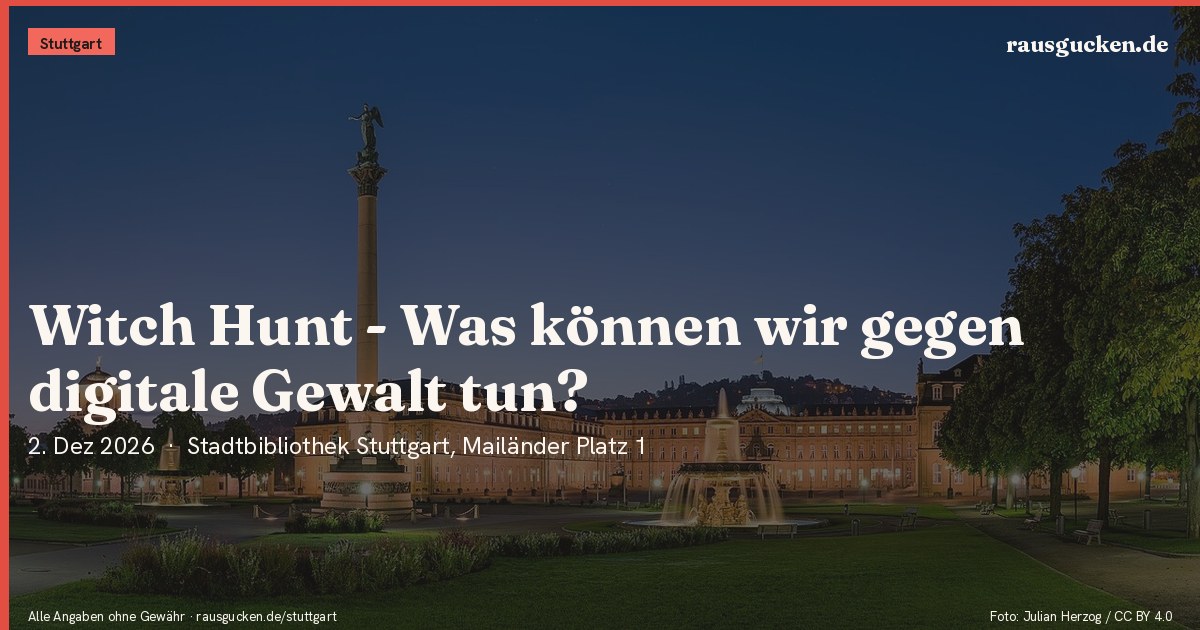 Stuttgart
rausgucken.de
Witch Hunt - Was können wir gegen
digitale Gewalt tun?
2. Dez 2026 · Stadtbibliothek Stuttgart, Mailänder Platz 1
Alle Angaben ohne Gewähr · rausgucken.de/stuttgart
Foto: Julian Herzog / CC BY 4.0